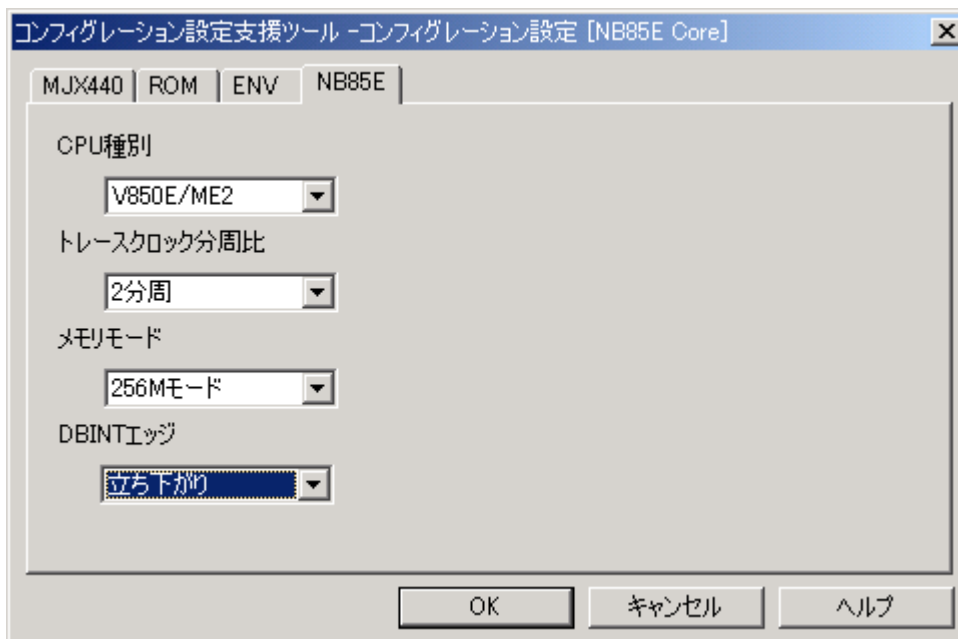 コンフィグレーション設定支援ツール -コンフィグレーション設定 [NB85E Core]
MJX440 ROM ENV NB85E
CPU種別
V850E/ME2
トレースクロック分周比
2分周
メモリモード
256Mモード
DBINTエッジ
立ち下がり
OK キャンセル ヘルプ